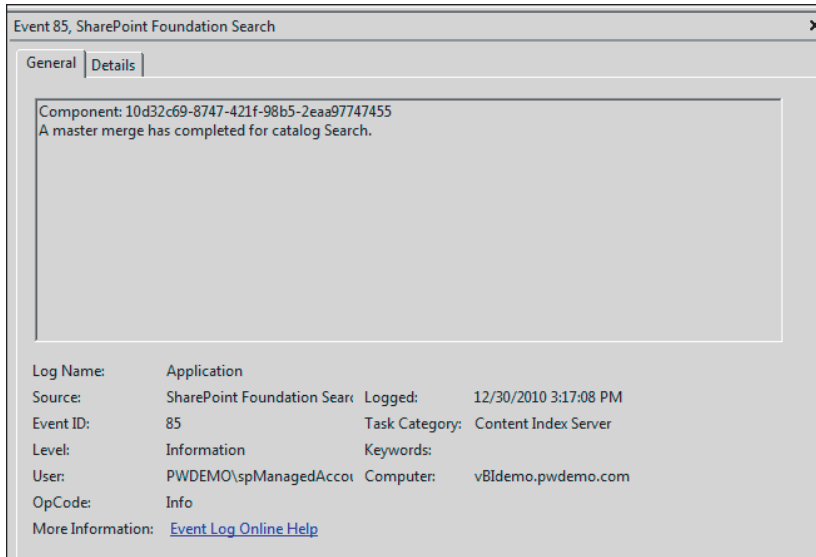 Event 85, SharePoint Foundation Search
General Details
Component: 10d32c69-8747-421f-98b5-2eaa97747455
A master merge has completed for catalog Search.
Log Name: Application
Source: SharePoint Foundation Searc Logged: 12/30/2010 3:17:08 PM
Event ID: 85 Task Category: Content Index Server
Level: Information Keywords:
User: PWDEMO\spManagedAccou Computer: vBIdemo.pwdemo.com
OpCode: Info
More Information: Event Log Online Help